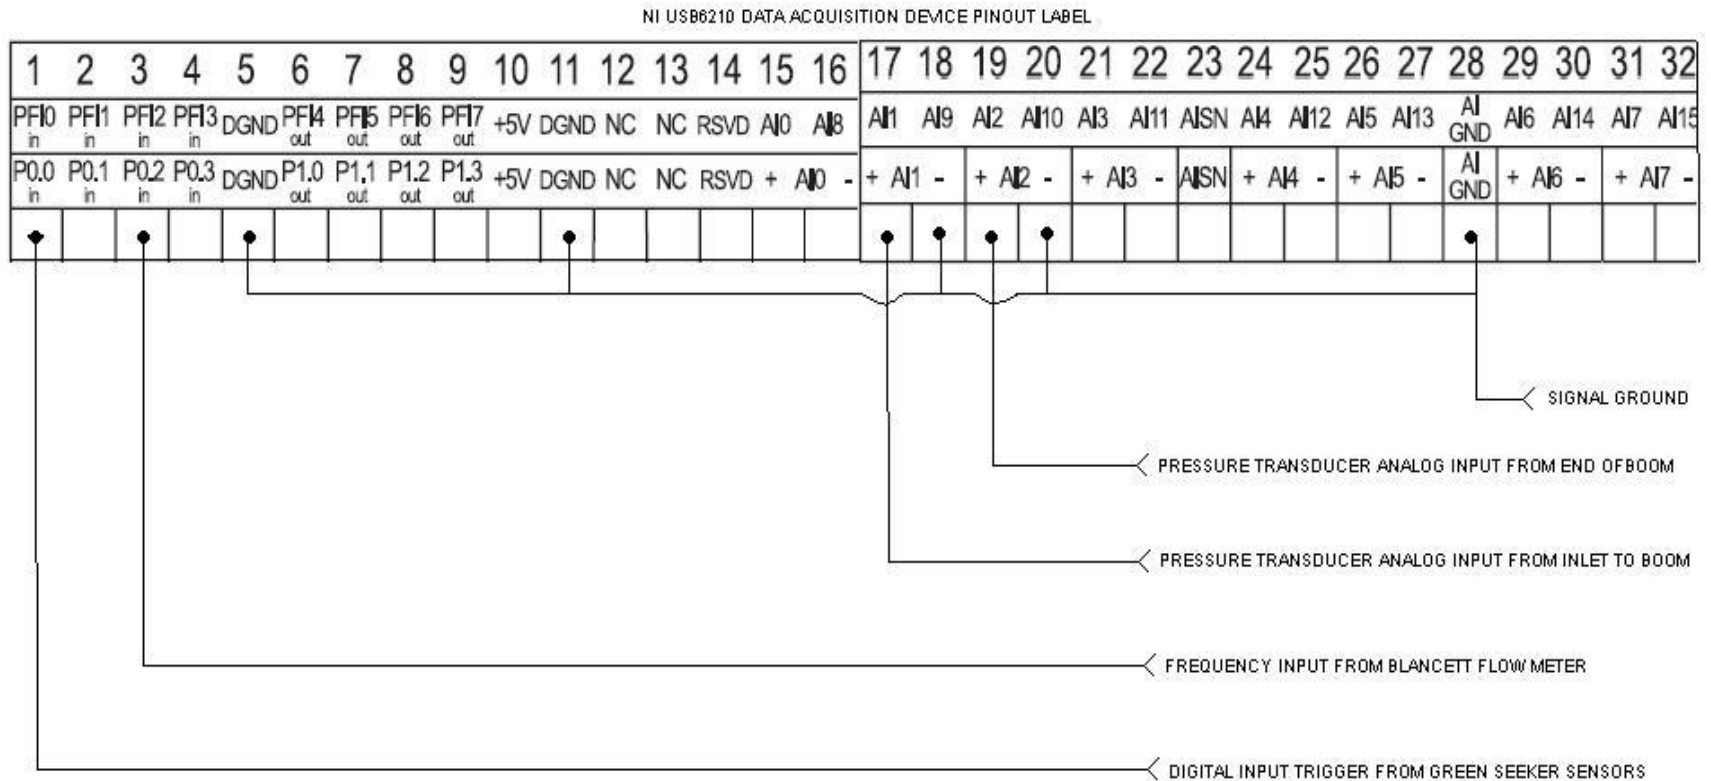 NI USB6210 DATA ACQUISITION DEVICE PINOUT LABEL
1 2 3 4 5 6 7 8 9 10 11 12 13 14 15 16 17 18 19 20 21 22 23 24 25 26 27 28 29 30 31 32
PFI0 in PFI1 in PFI2 in PFI3 in DGND PFI4 out PFI5 out PFI6 out PFI7 out +5V DGND NC NC RSVD AI0 AI8 AI1 AI9 AI2 AI10 AI3 AI11 AISN AI4 AI12 AI5 AI13 AI GND AI6 AI14 AI7 AI15
P0.0 in P0.1 in P0.2 in P0.3 in DGND P1.0 out P1.1 out P1.2 out P1.3 out +5V DGND NC NC RSVD + AI0 - + AI1 - + AI2 - + AI3 - AISN + AI4 - + AI5 - AI GND + AI6 - + AI7 -
SIGNAL GROUND
PRESSURE TRANSDUCER ANALOG INPUT FROM END OF BOOM
PRESSURE TRANSDUCER ANALOG INPUT FROM INLET TO BOOM
FREQUENCY INPUT FROM BLANCETT FLOW METER
DIGITAL INPUT TRIGGER FROM GREEN SEEKER SENSORS